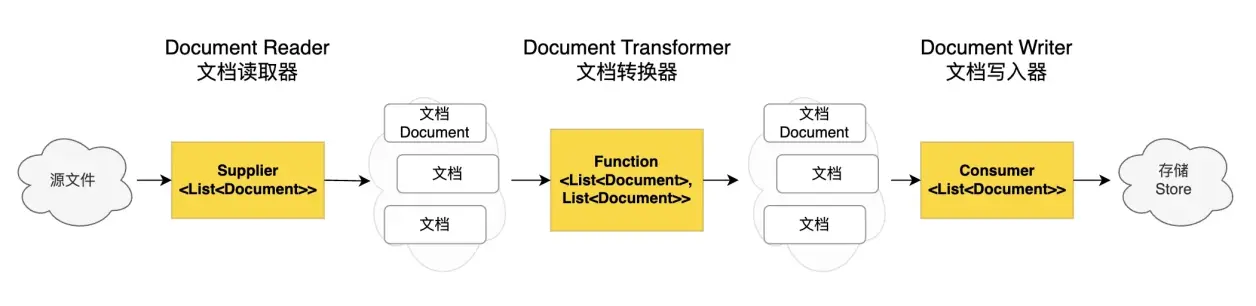 Document Reader
文档读取器
Document Transformer
文档转换器
Document Writer
文档写入器
源文件
Supplier
<List<Document>>
文档
Document
文档
文档
Function
<List<Document>,
List<Document>>
文档
Document
文档
文档
Consumer
<List<Document>>
存储
Store